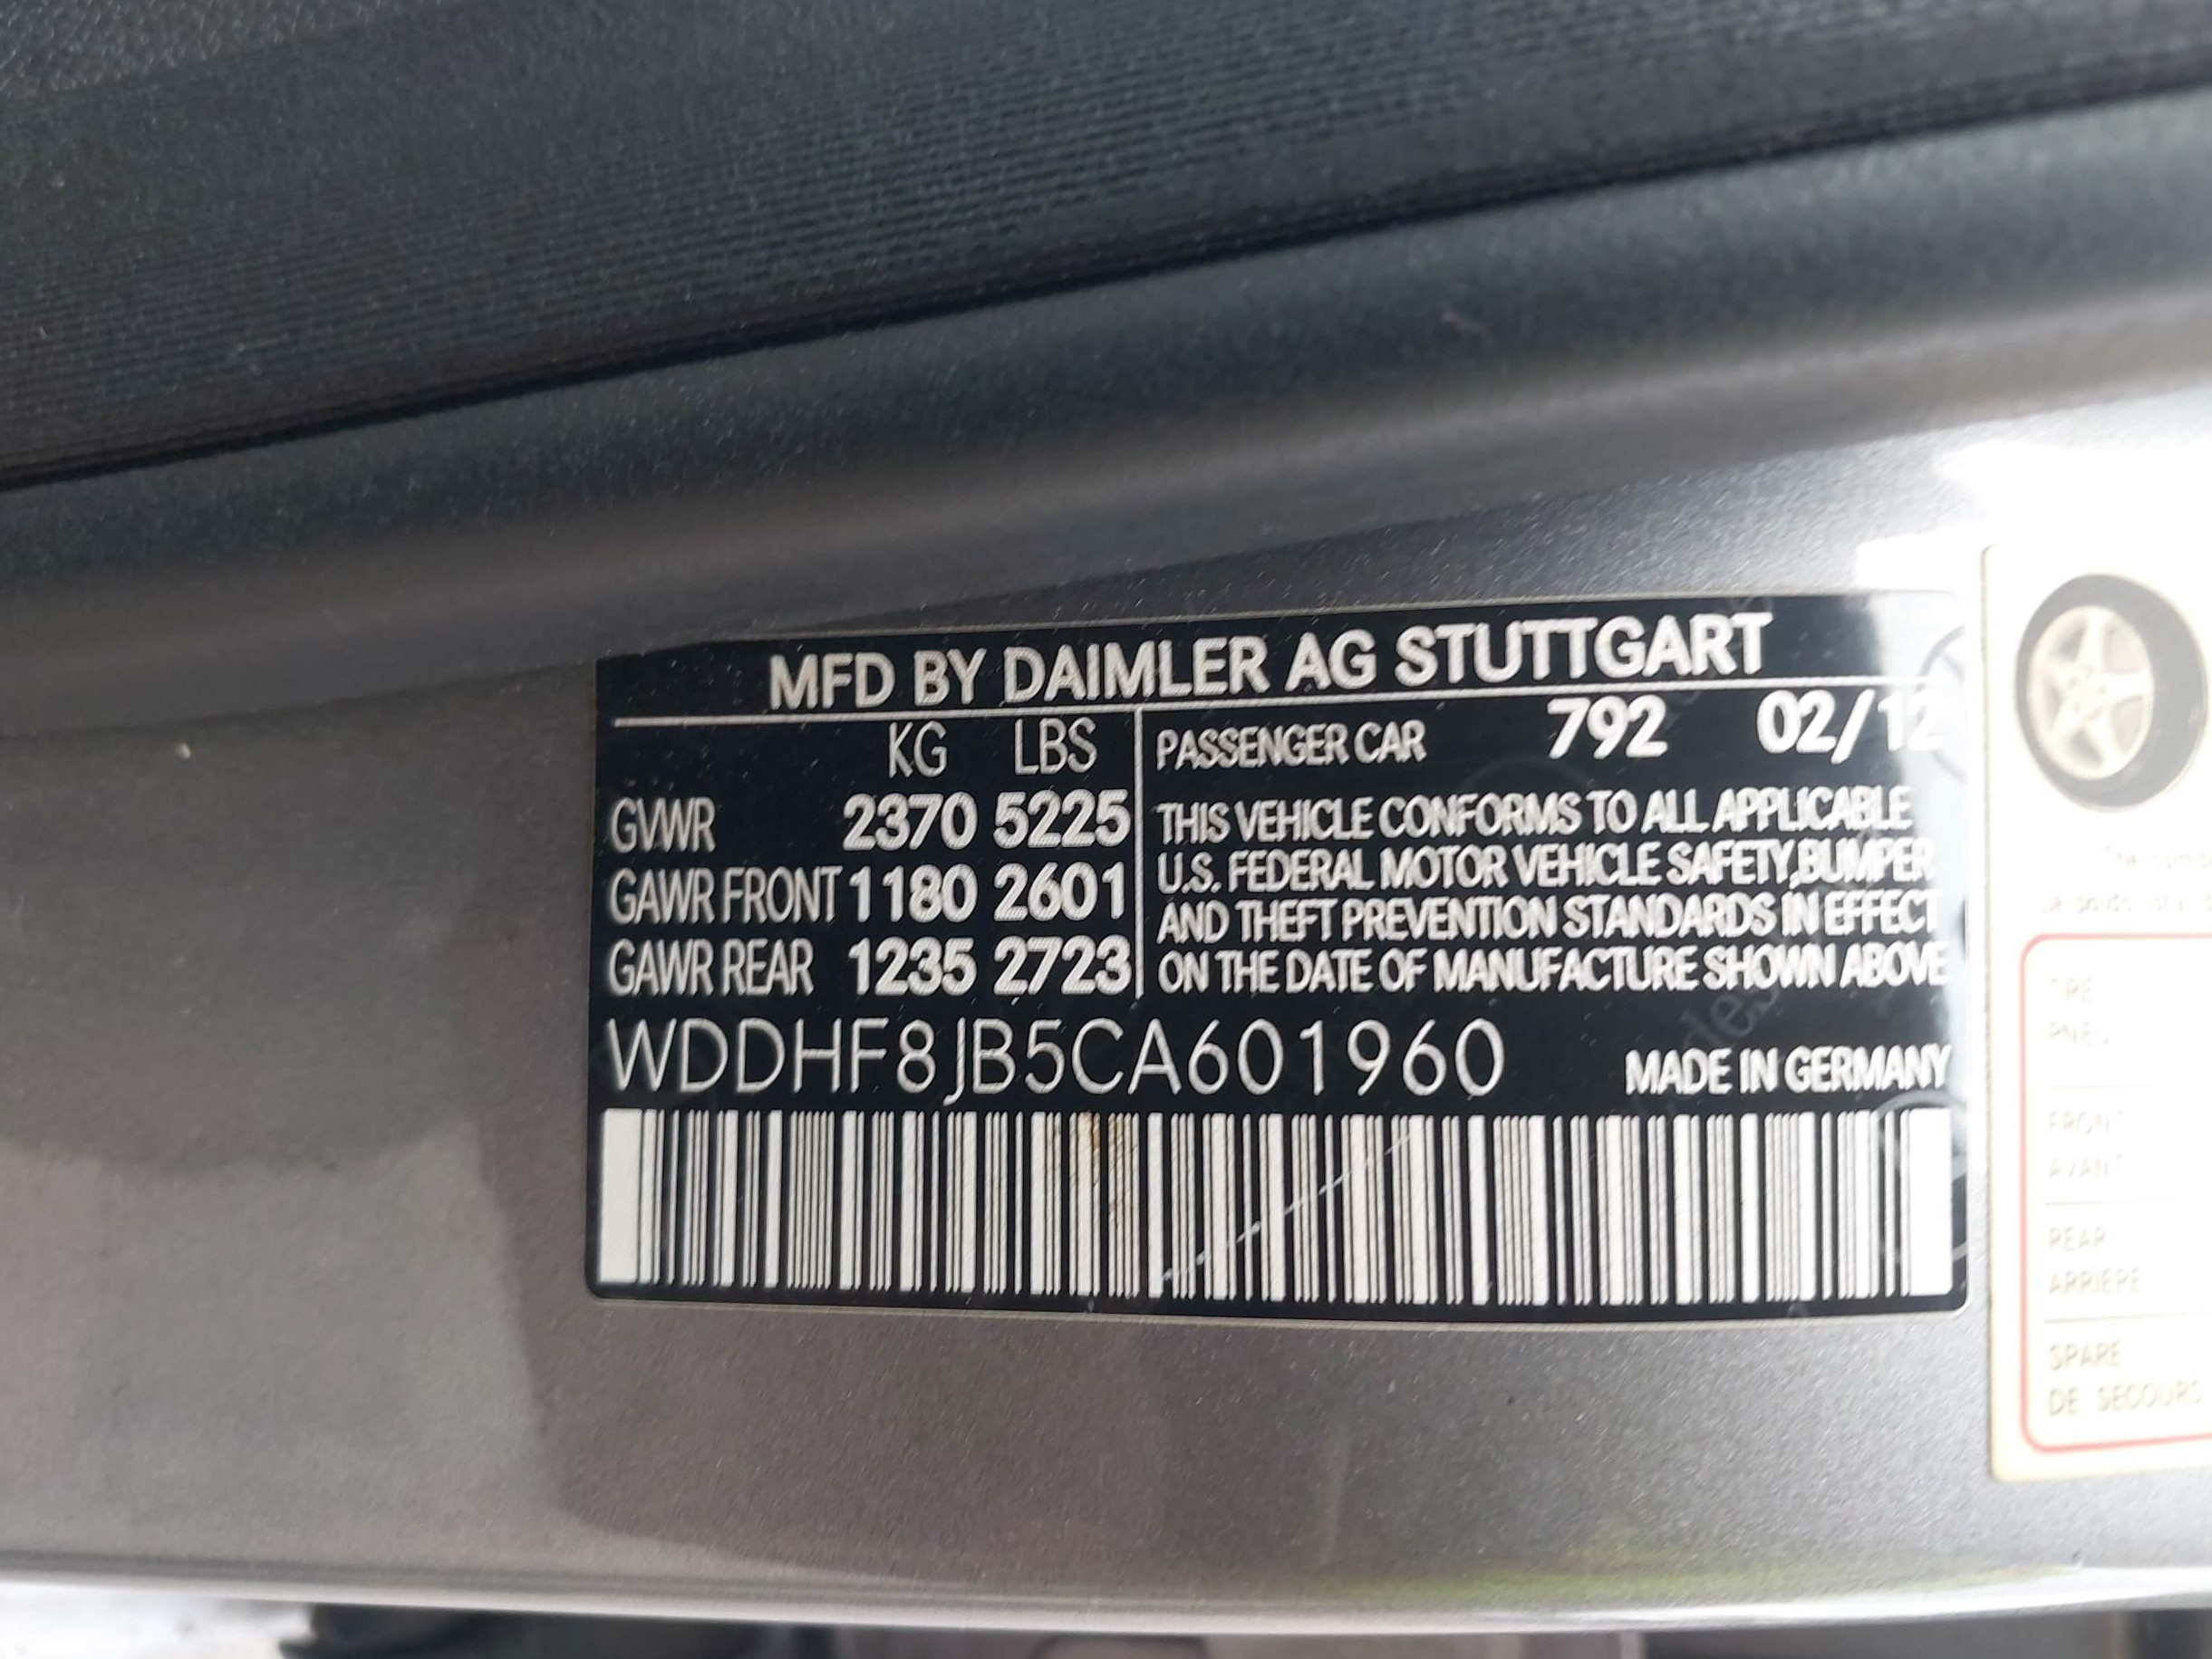 MFD BY DAIMLER AG STUTTGART
KG LBS
GVWR 2370 5225
GAWR FRONT 1180 2601
GAWR REAR 1235 2723
PASSENGER CAR 792 02/12
THIS VEHICLE CONFORMS TO ALL APPLICABLE
U.S. FEDERAL MOTOR VEHICLE SAFETY,BUMPER
AND THEFT PREVENTION STANDARDS IN EFFECT
ON THE DATE OF MANUFACTURE SHOWN ABOVE
WDDHF8JB5CA601960
MADE IN GERMANY
TIRE
PNEU
FRONT
AVANT
REAR
ARRIERE
SPARE
DE SECOURS